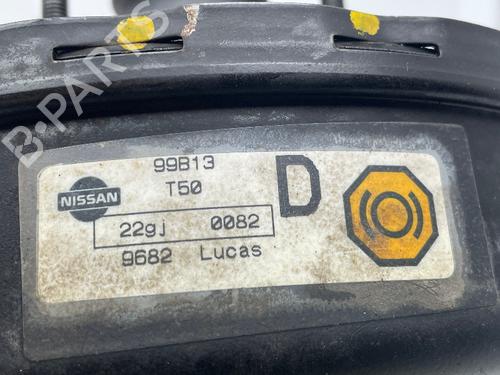 B-PARTS
99B13
T50
D
NISSAN
22gj 0082
9682 Lucas